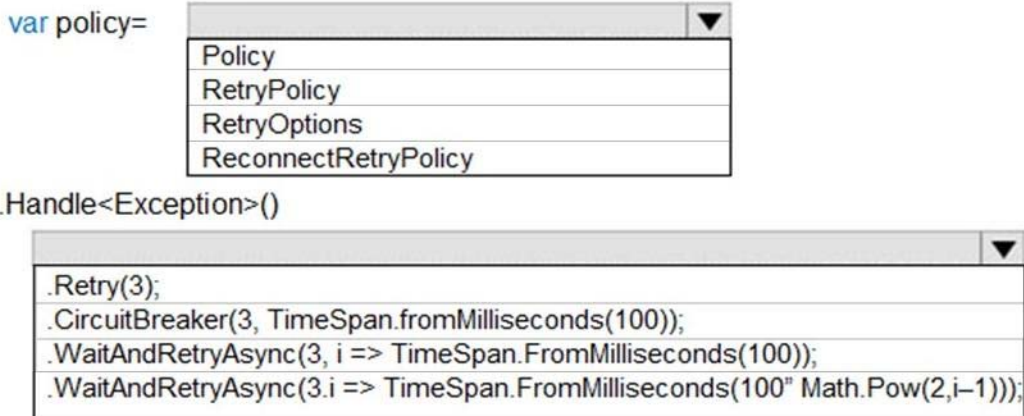 var policy=
Policy
RetryPolicy
RetryOptions
ReconnectRetryPolicy
.Handle<Exception>()
.Retry(3);
.CircuitBreaker(3, TimeSpan.fromMilliseconds(100));
.WaitAndRetryAsync(3, i => TimeSpan.FromMilliseconds(100));
.WaitAndRetryAsync(3.i => TimeSpan.FromMilliseconds(100” Math.Pow(2,i–1)));